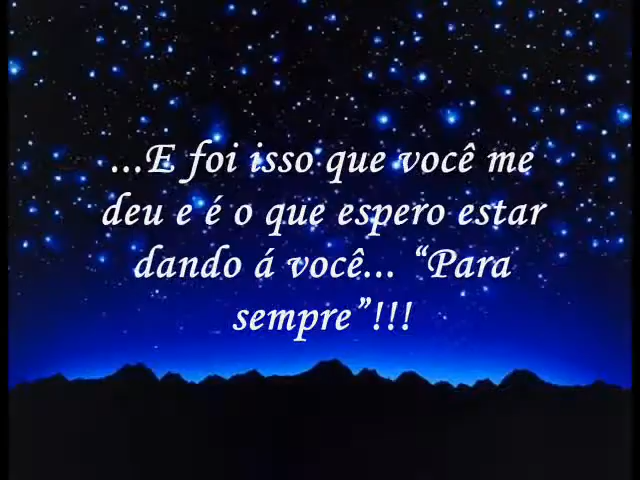 ...E foi isso que você me
deu e é o que espero estar
dando á você... “Para
sempre”!!!